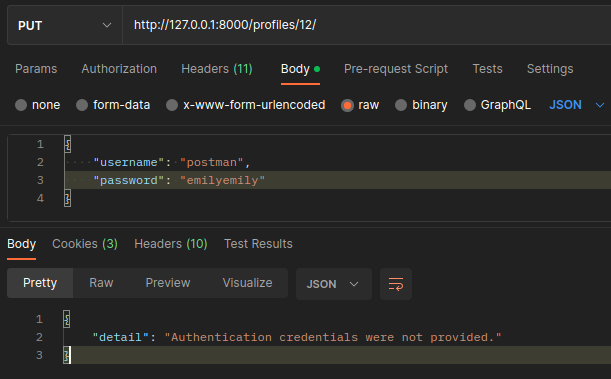 PUT http://127.0.0.1:8000/profiles/12/
Params Authorization Headers (11) Body Pre-request Script Tests Settings
none form-data x-www-form-urlencoded raw binary GraphQL JSON
1 {
2 "username": "postman",
3 "password": "emilyemily"
4 }
Body Cookies (3) Headers (10) Test Results
Pretty Raw Preview Visualize JSON
1 {
2 "detail": "Authentication credentials were not provided."
3 }